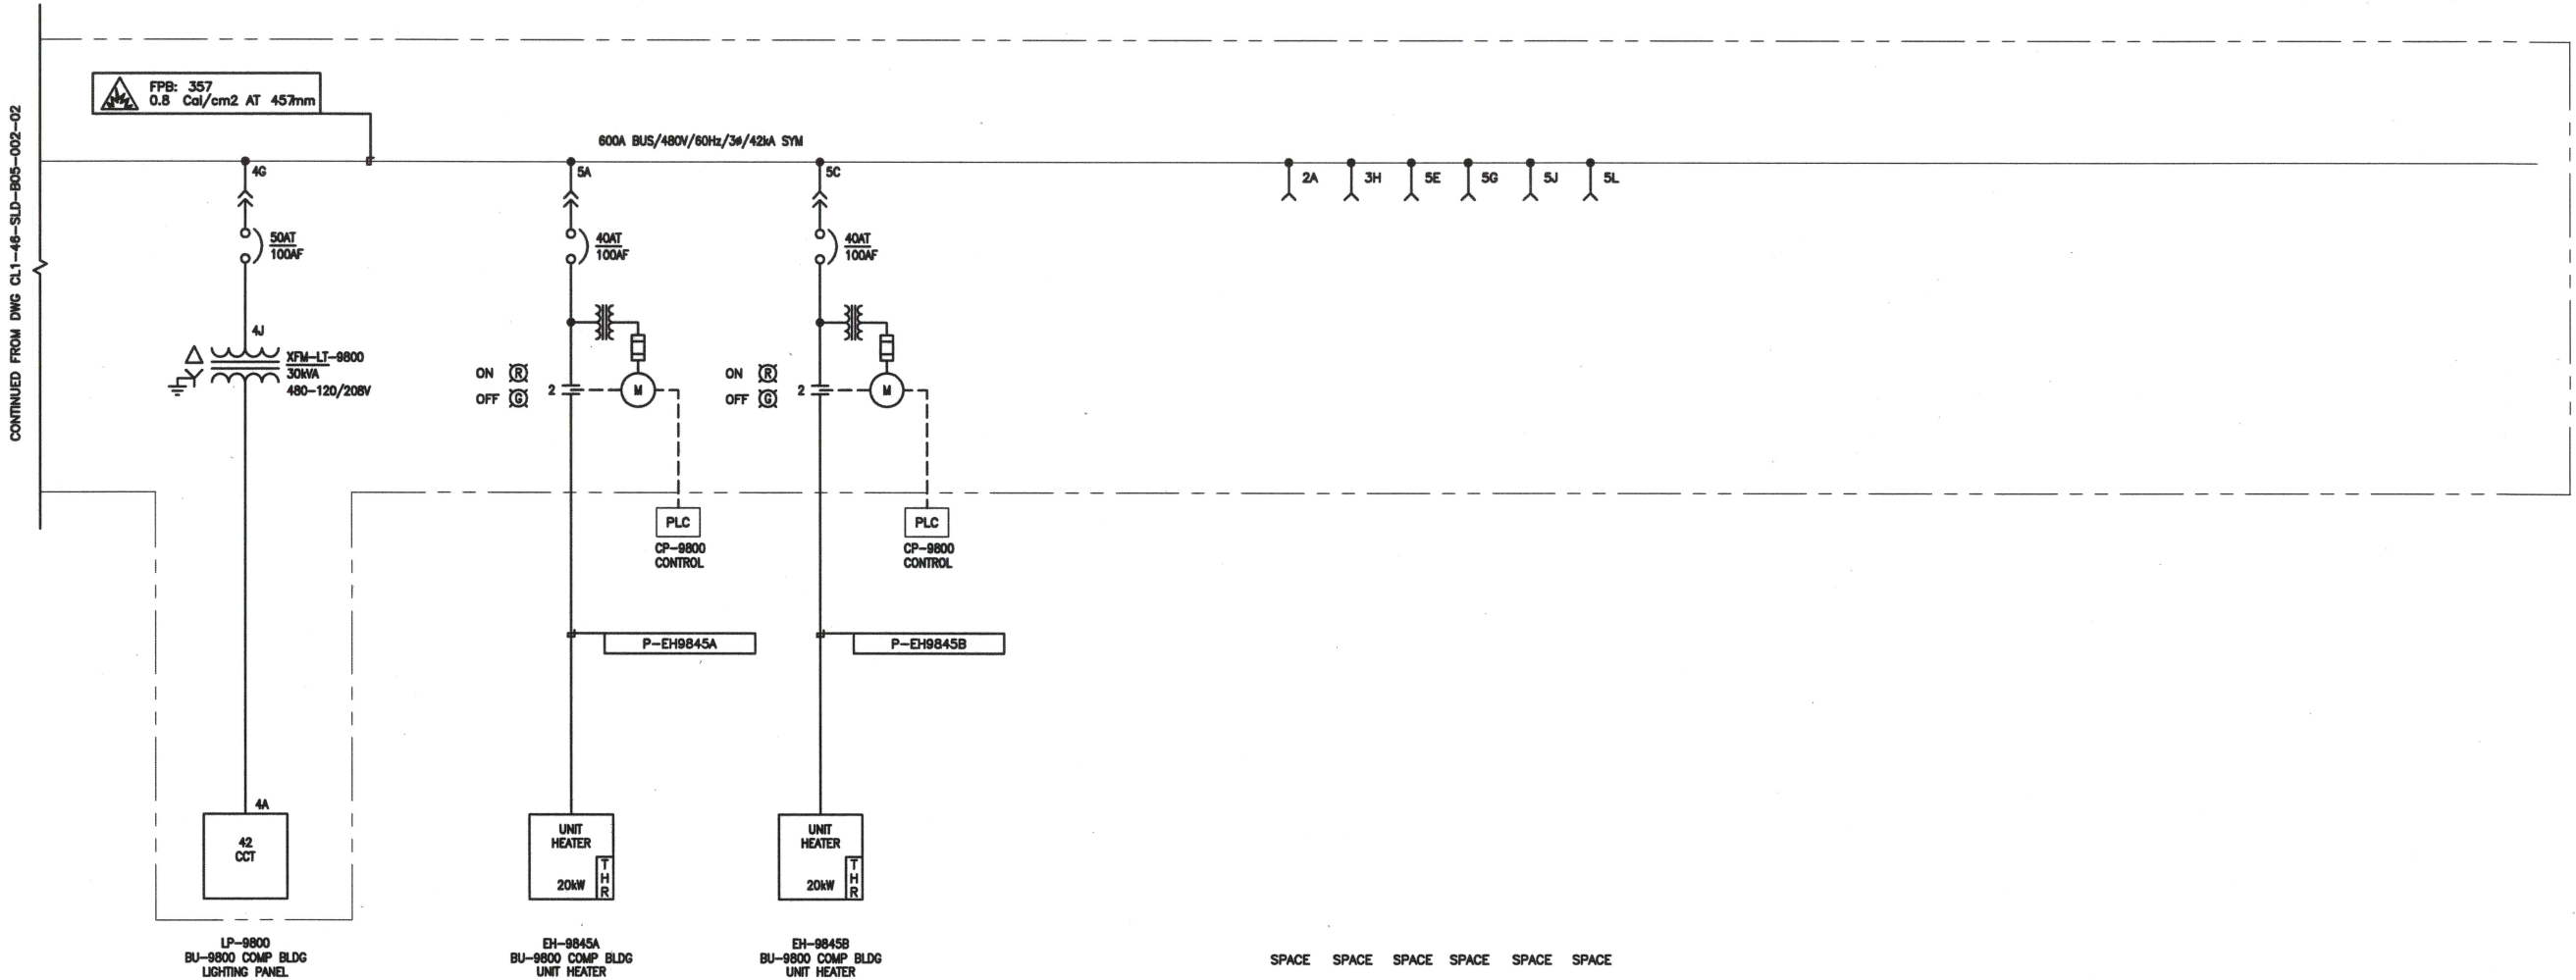 CONTINUED FROM DWG CL1-46-SLD-B05-002-02
FPB: 357
0.8 Cal/cm2 AT 457mm
600A BUS/480V/60Hz/3ø/42kA SYM
4G
5A
5C
2A
3H
5E
5G
5J
5L
50AT
100AF
40AT
100AF
40AT
100AF
4J
XFM-LT-9800
30kVA
480-120/208V
ON R
OFF G
2
M
ON R
OFF G
2
M
PLC
CP-9800
CONTROL
PLC
CP-9800
CONTROL
P-EH9845A
P-EH9845B
4A
42
CCT
UNIT
HEATER
20kW
THR
UNIT
HEATER
20kW
THR
LP-9800
BU-9800 COMP BLDG
LIGHTING PANEL
EH-9845A
BU-9800 COMP BLDG
UNIT HEATER
EH-9845B
BU-9800 COMP BLDG
UNIT HEATER
SPACE SPACE SPACE SPACE SPACE SPACE